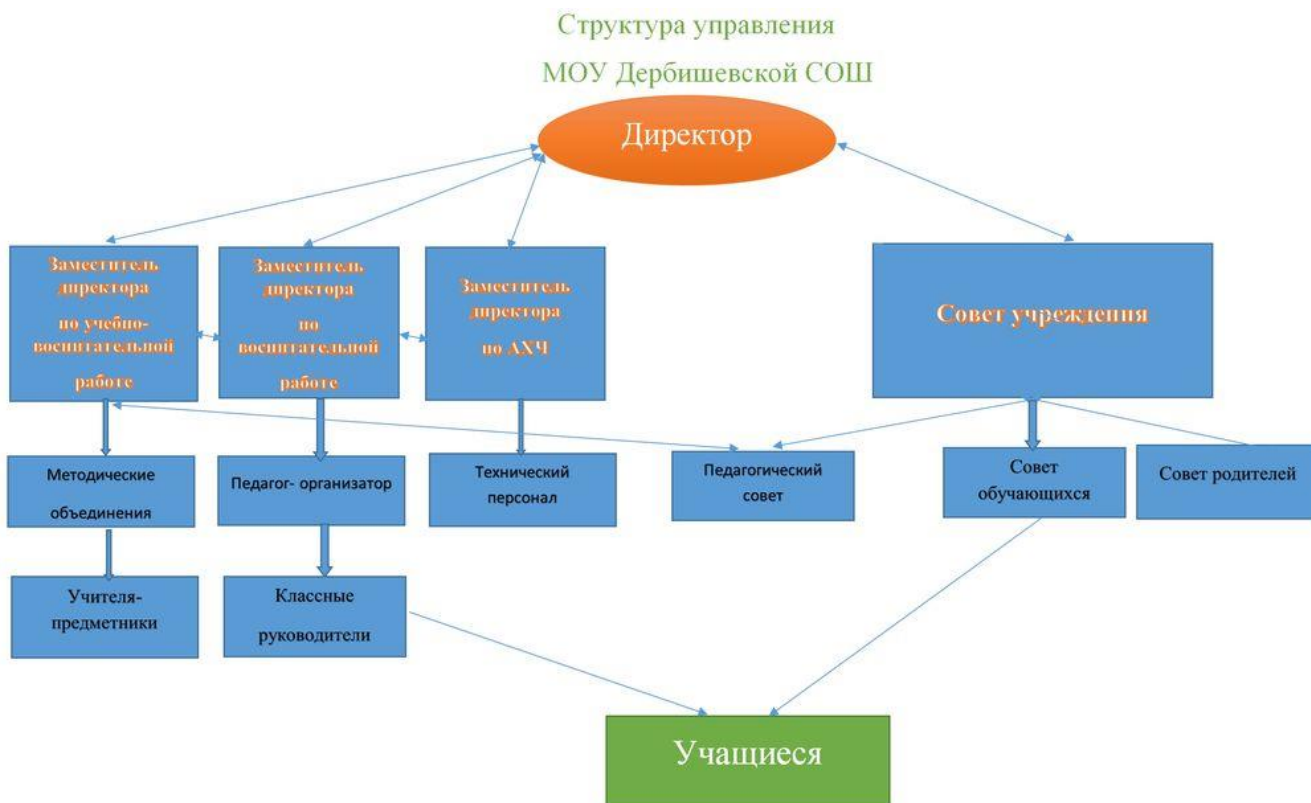 Структура управления
МОУ Дербишевской СОШ
Директор
Заместитель
директора
по учебно-
воспитательной
работе
Заместитель
директора
по
воспитательной
работе
Заместитель
директора
по АХЧ
Совет учреждения
Методические
объединения
Педагог- организатор
Технический
персонал
Педагогический
совет
Совет
обучающихся
Совет родителей
Учителя-
предметники
Классные
руководители
Учащиеся